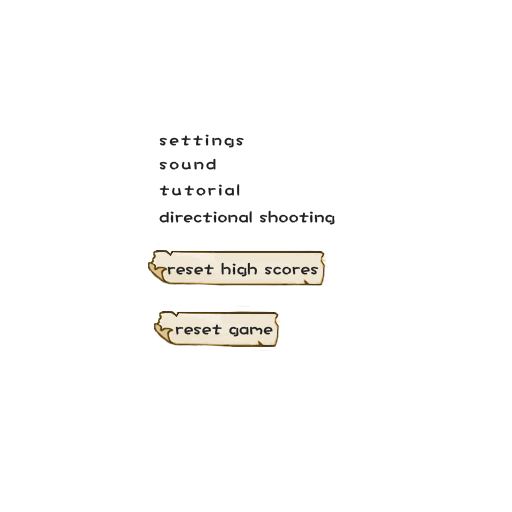 settings
sound
tutorial
directional shooting
reset high scores
reset game